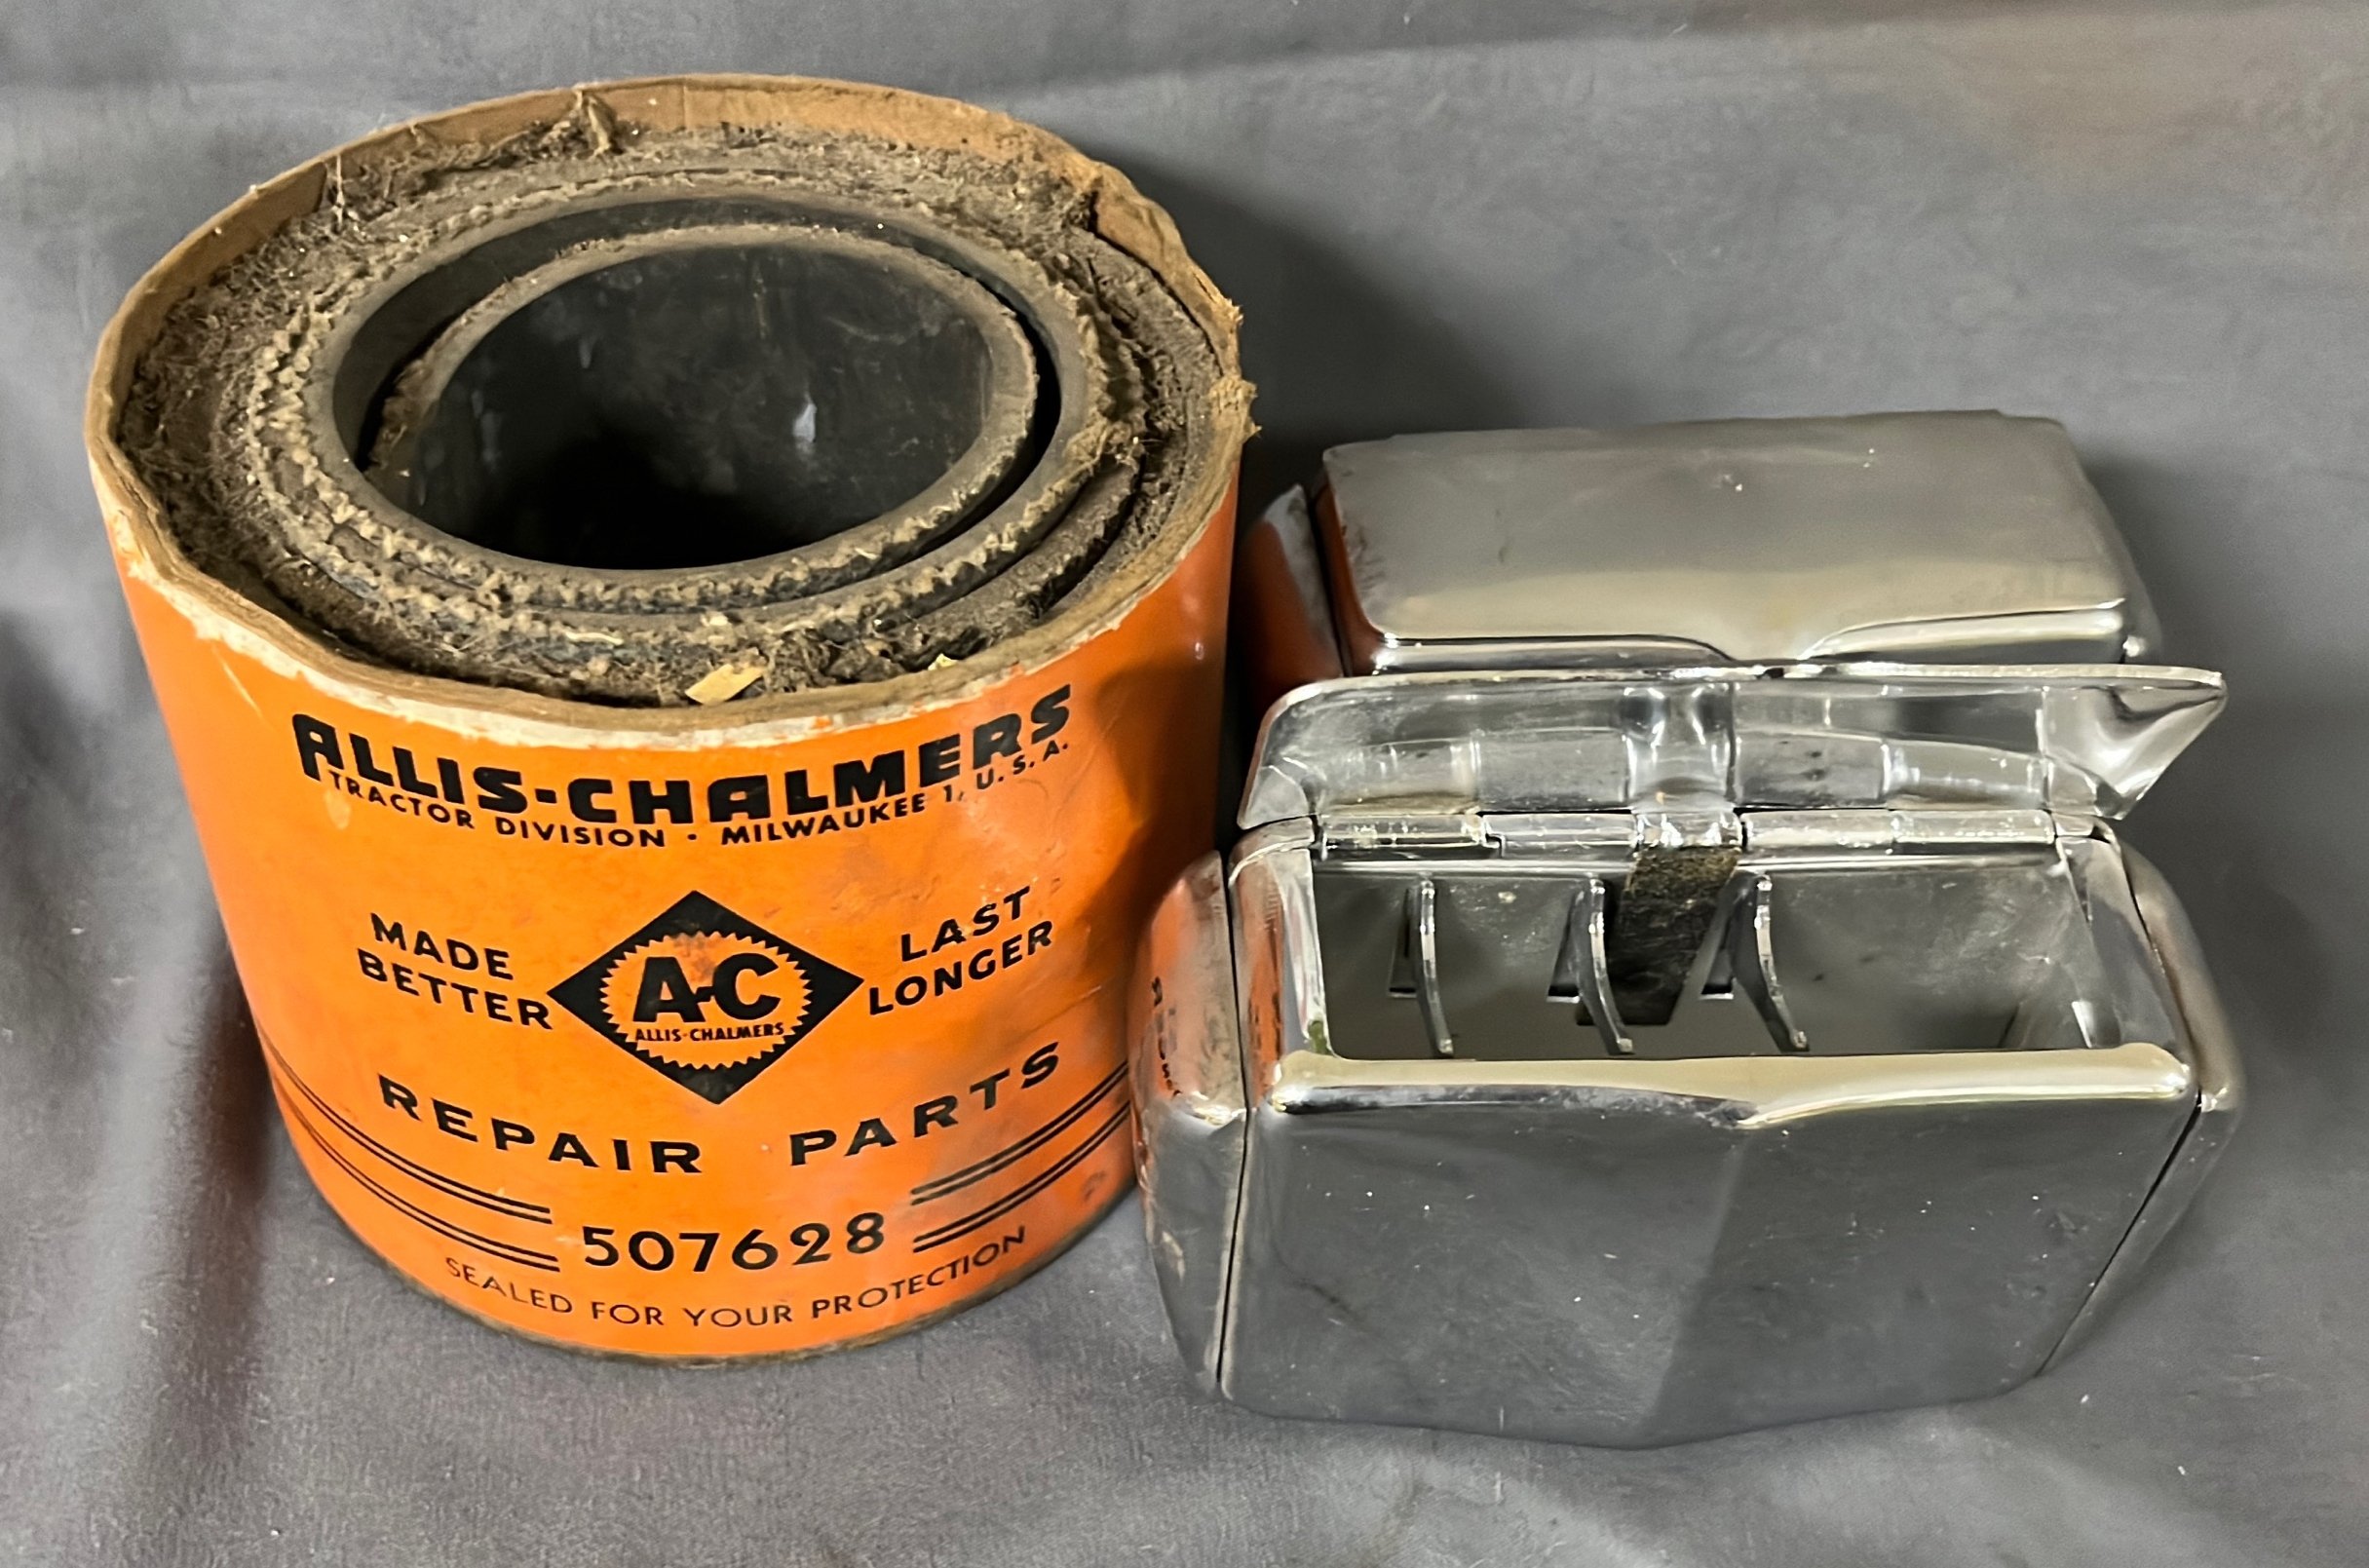 ALLIS-CHALMERS
TRACTOR DIVISION · MILWAUKEE 1, U.S.A.
MADE
BETTER
A-C
ALLIS-CHALMERS
LAST
LONGER
REPAIR PARTS
507628
SEALED FOR YOUR PROTECTION